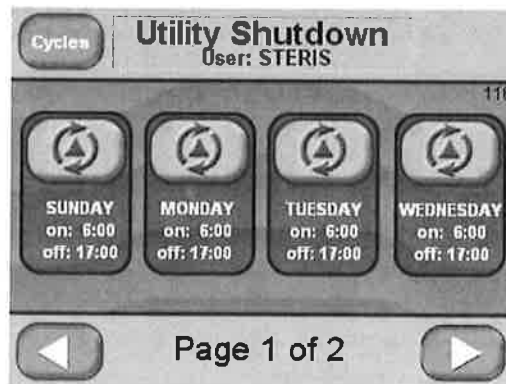 Cycles
Utility Shutdown
User: STERIS
SUNDAY
on: 6:00
off: 17:00
MONDAY
on: 6:00
off: 17:00
TUESDAY
on: 6:00
off: 17:00
WEDNESDAY
on: 6:00
off: 17:00
Page 1 of 2